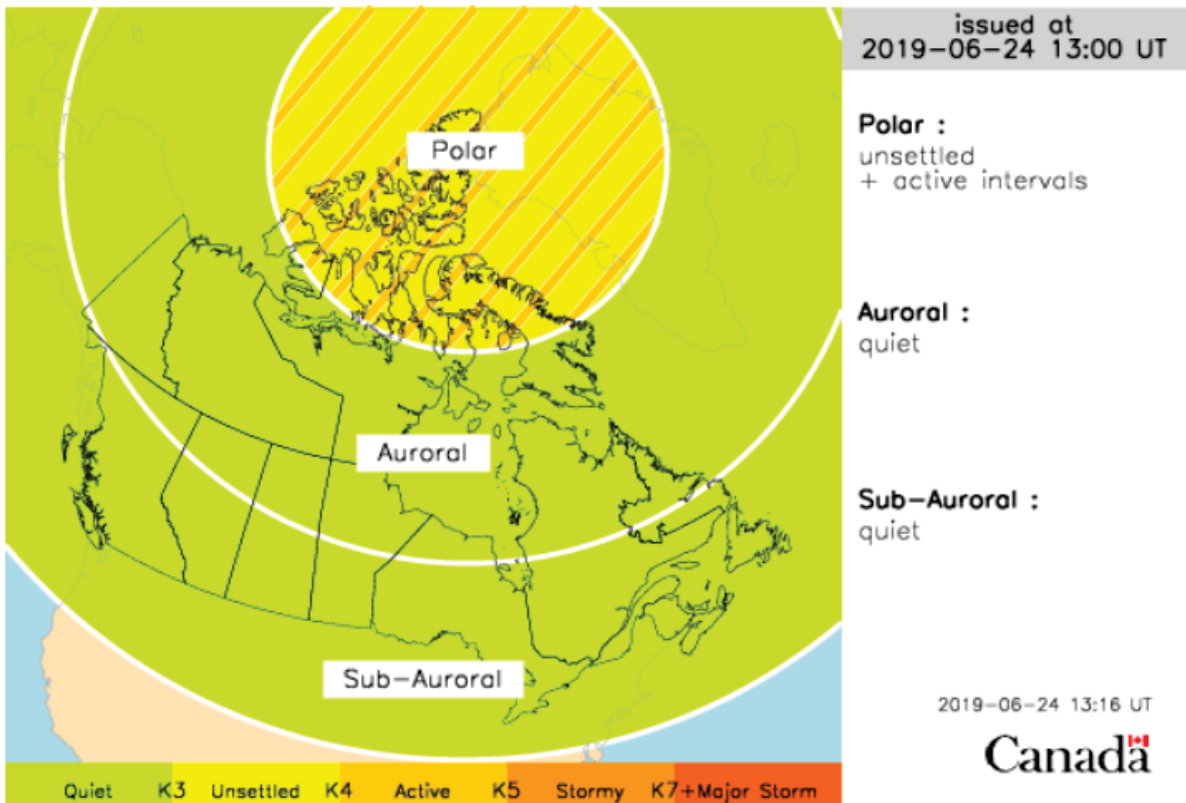 issued at
2019-06-24 13:00 UT
Polar :
unsettled
+ active intervals
Auroral :
quiet
Sub-Auroral :
quiet
Polar
Auroral
Sub-Auroral
2019-06-24 13:16 UT
Canada
Quiet K3 Unsettled K4 Active K5 Stormy K7+Major Storm